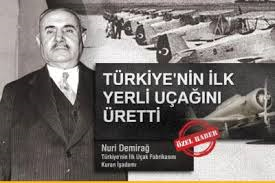 TÜRKİYE'NİN İLK
YERLİ UÇAĞINI
ÜRETTİ
ÖZEL HABER
Nuri Demirağ
Türkiye'nin İlk Uçak Fabrikasını
Kuran İşadamı